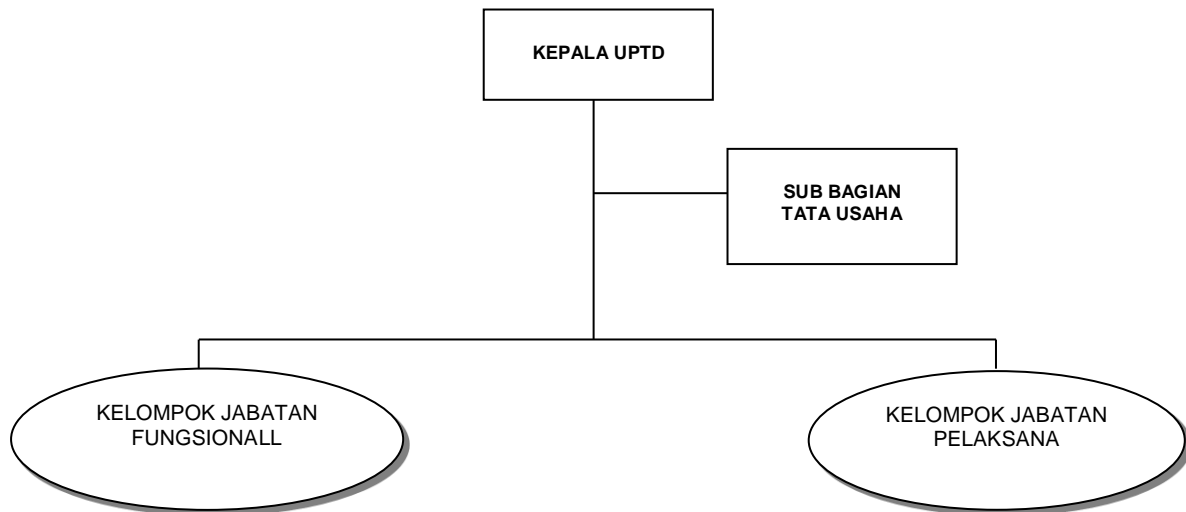 KEPALA UPTD
SUB BAGIAN
TATA USAHA
KELOMPOK JABATAN
FUNGSIONALL
KELOMPOK JABATAN
PELAKSANA